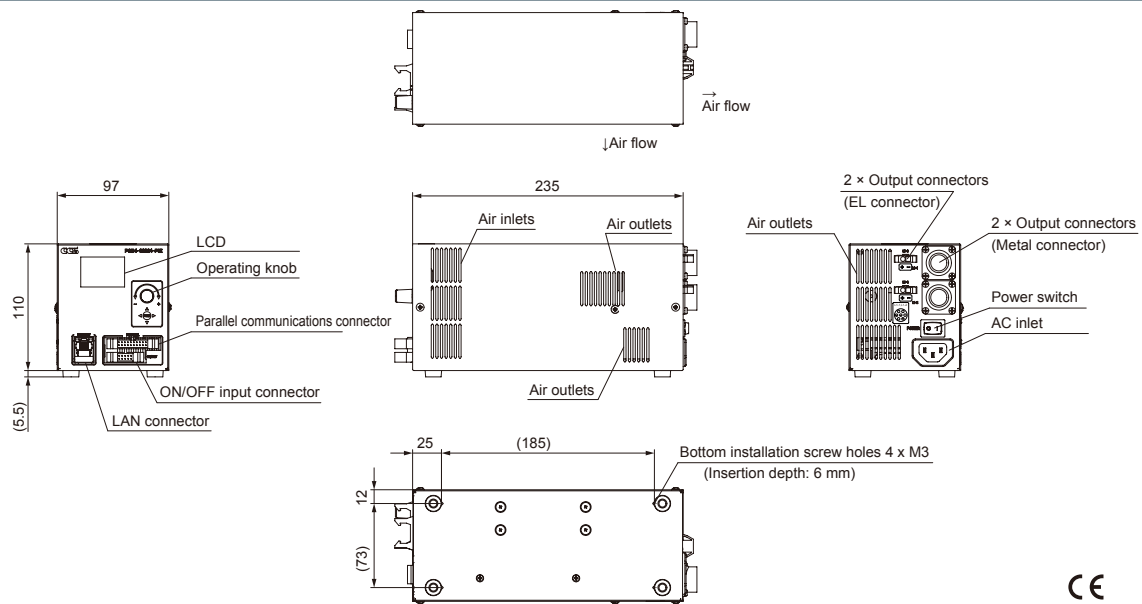 →
Air flow
↓Air flow
97
235
2 × Output connectors
(EL connector)
Air inlets
Air outlets
Air outlets
2 × Output connectors
(Metal connector)
LCD
CCS
Operating knob
110
Power switch
Parallel communications connector
AC inlet
POWER
ON/OFF input connector
Air outlets
(5.5)
LAN connector
25
(185)
Bottom installation screw holes 4 x M3
(Insertion depth: 6 mm)
12
(73)
CE